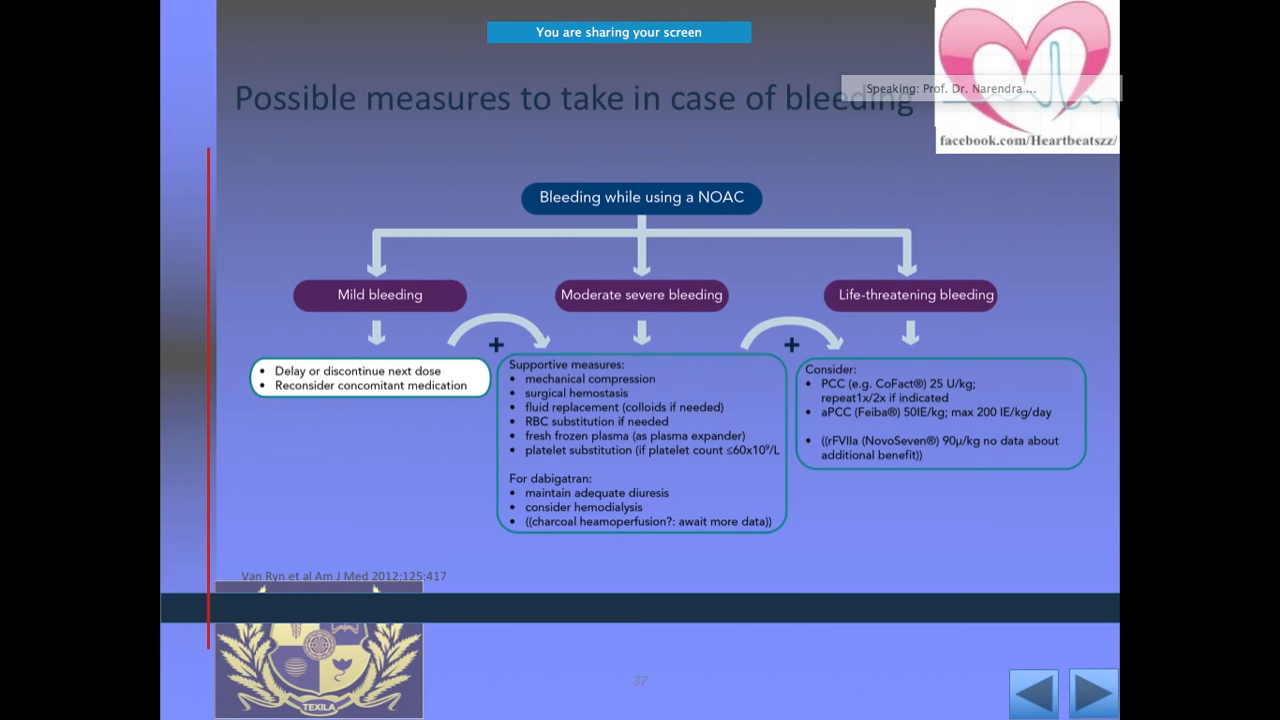 You are sharing your screen
Speaking: Prof. Dr. Narendra ...
Possible measures to take in case of bleeding
facebook.com/Heartbeatszz/
Bleeding while using a NOAC
Mild bleeding
Moderate severe bleeding
Life-threatening bleeding
+
+
• Delay or discontinue next dose
• Reconsider concomitant medication
Supportive measures:
• mechanical compression
• surgical hemostasis
• fluid replacement (colloids if needed)
• RBC substitution if needed
• fresh frozen plasma (as plasma expander)
• platelet substitution (if platelet count ≤60x10⁹/L
For dabigatran:
• maintain adequate diuresis
• consider hemodialysis
• ((charcoal heamoperfusion?: await more data))
Consider:
• PCC (e.g. CoFact®) 25 U/kg;
repeat1x/2x if indicated
• aPCC (Feiba®) 50IE/kg; max 200 IE/kg/day
• ((rFVIIa (NovoSeven®) 90µ/kg no data about
additional benefit))
Van Ryn et al Am J Med 2012;125:417
TEXILA
37